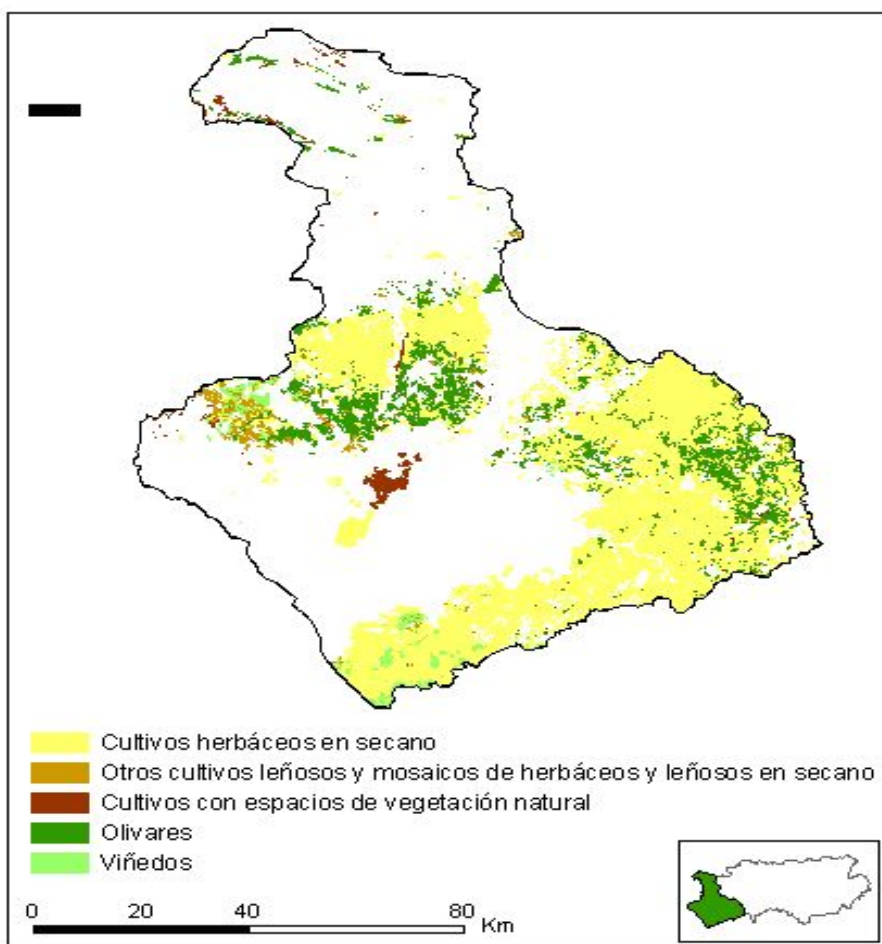 Cultivos herbáceos en secano
Otros cultivos leñosos y mosaicos de herbáceos y leñosos en secano
Cultivos con espacios de vegetación natural
Olivares
Viñedos
0 20 40 80 Km